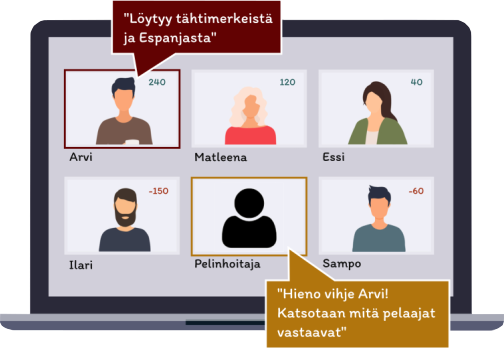 "Löytyy tähtimerkeistä
ja Espanjasta"
240
120
40
Arvi
Matleena
Essi
-150
-60
Ilari
Pelinhoitaja
Sampo
"Hieno vihje Arvi!
Katsotaan mitä pelaajat
vastaavat"